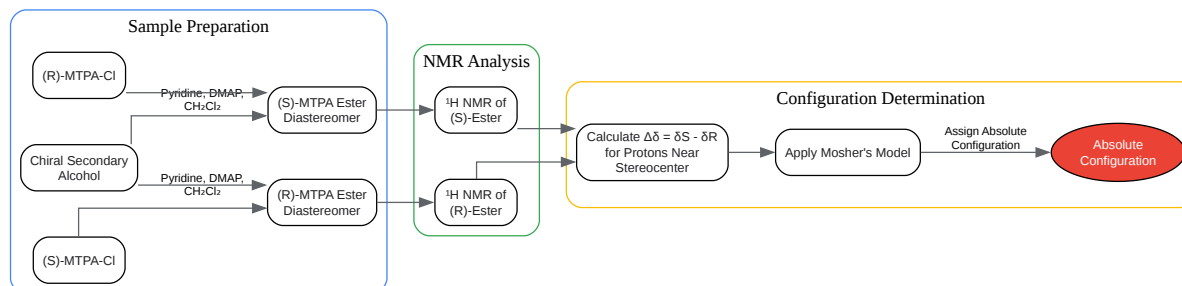 Sample Preparation
(R)-MTPA-Cl
Pyridine, DMAP,
CH₂Cl₂
(S)-MTPA Ester
Diastereomer
Chiral Secondary
Alcohol
Pyridine, DMAP,
CH₂Cl₂
(R)-MTPA Ester
Diastereomer
(S)-MTPA-Cl
NMR Analysis
¹H NMR of
(S)-Ester
¹H NMR of
(R)-Ester
Configuration Determination
Calculate Δδ = δS - δR
for Protons Near
Stereocenter
Apply Mosher's Model
Assign Absolute
Configuration
Absolute
Configuration